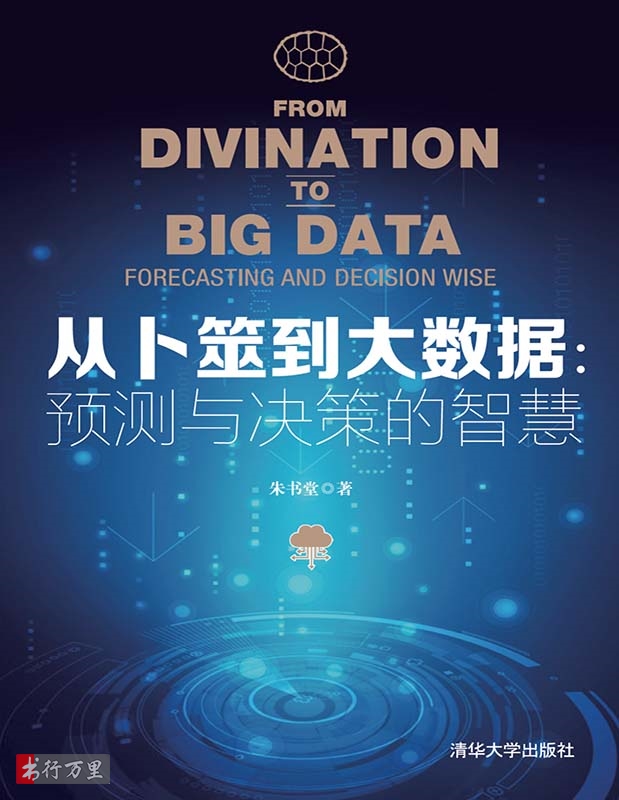 FROM
DIVINATION
TO
BIG DATA
FORECASTING AND DECISION WISE
从卜筮到大数据：
预测与决策的智慧
朱书堂◎著
清华大学出版社
书行万里